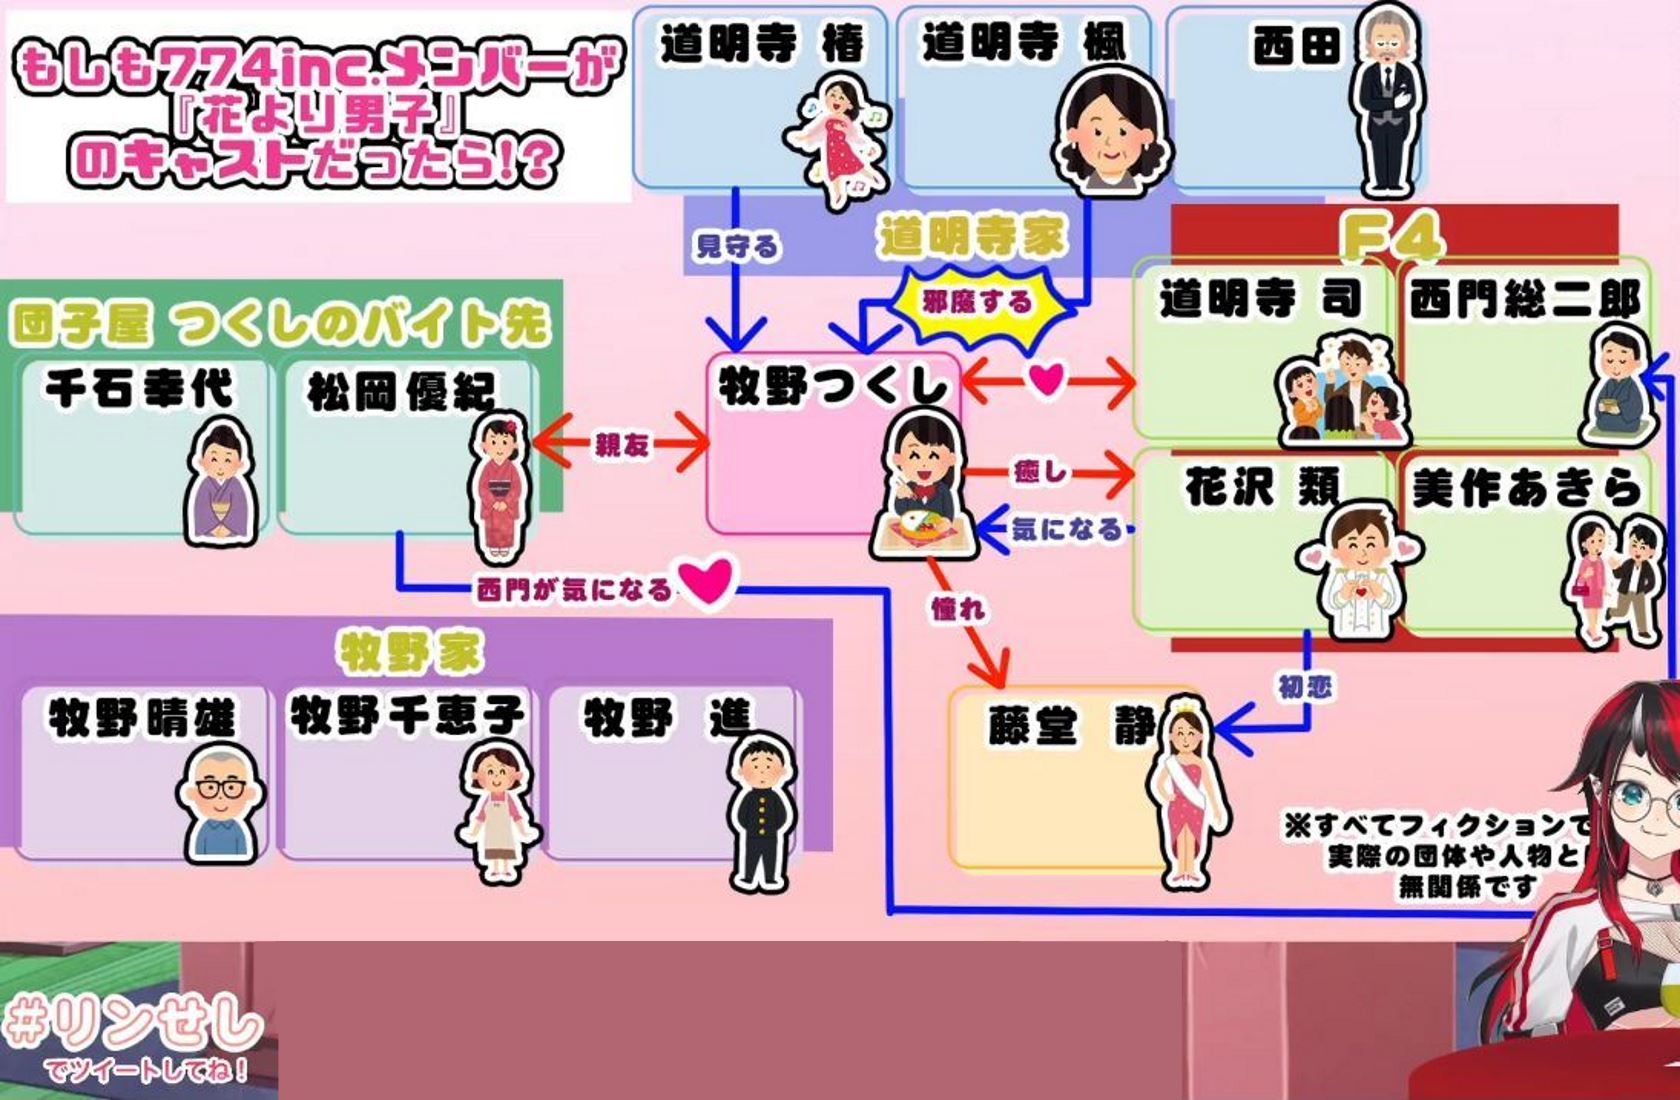 もしも774inc.メンバーが
『花より男子』
のキャストだったら!?
道明寺 椿
道明寺 楓
西田
道明寺家
見守る
邪魔する
F4
道明寺 司
西門総二郎
花沢 類
美作あきら
団子屋 つくしのバイト先
千石幸代
松岡優紀
親友
牧野つくし
癒し
気になる
西門が気になる
憧れ
初恋
牧野家
牧野晴雄
牧野千恵子
牧野 進
藤堂 静
※すべてフィクションで
実際の団体や人物と
無関係です
#リンせし
でツイートしてね!